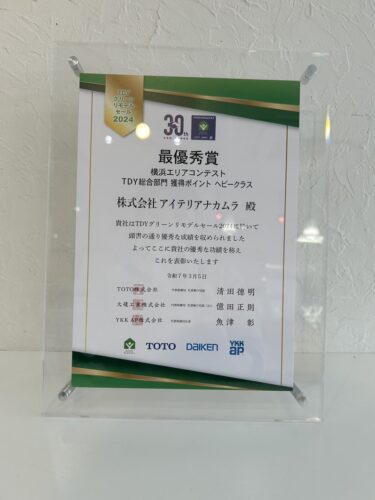 TDY
グリーン
リモデル
セール
2024
30th
最優秀賞
横浜エリアコンテスト
TDY総合部門 獲得ポイント ヘビークラス
株式会社 アイテリアナカムラ 殿
貴社はTDYグリーンリモデルセール2024において
頭書の通り優秀な成績を収められました
よってここに貴社の優秀な功績を称え
これを表彰いたします
令和7年3月5日
TOTO株式会社 清田徳明
大建工業株式会社 億田正則
YKK AP株式会社 魚津 彰
TOTO
DAIKEN
YKK
AP